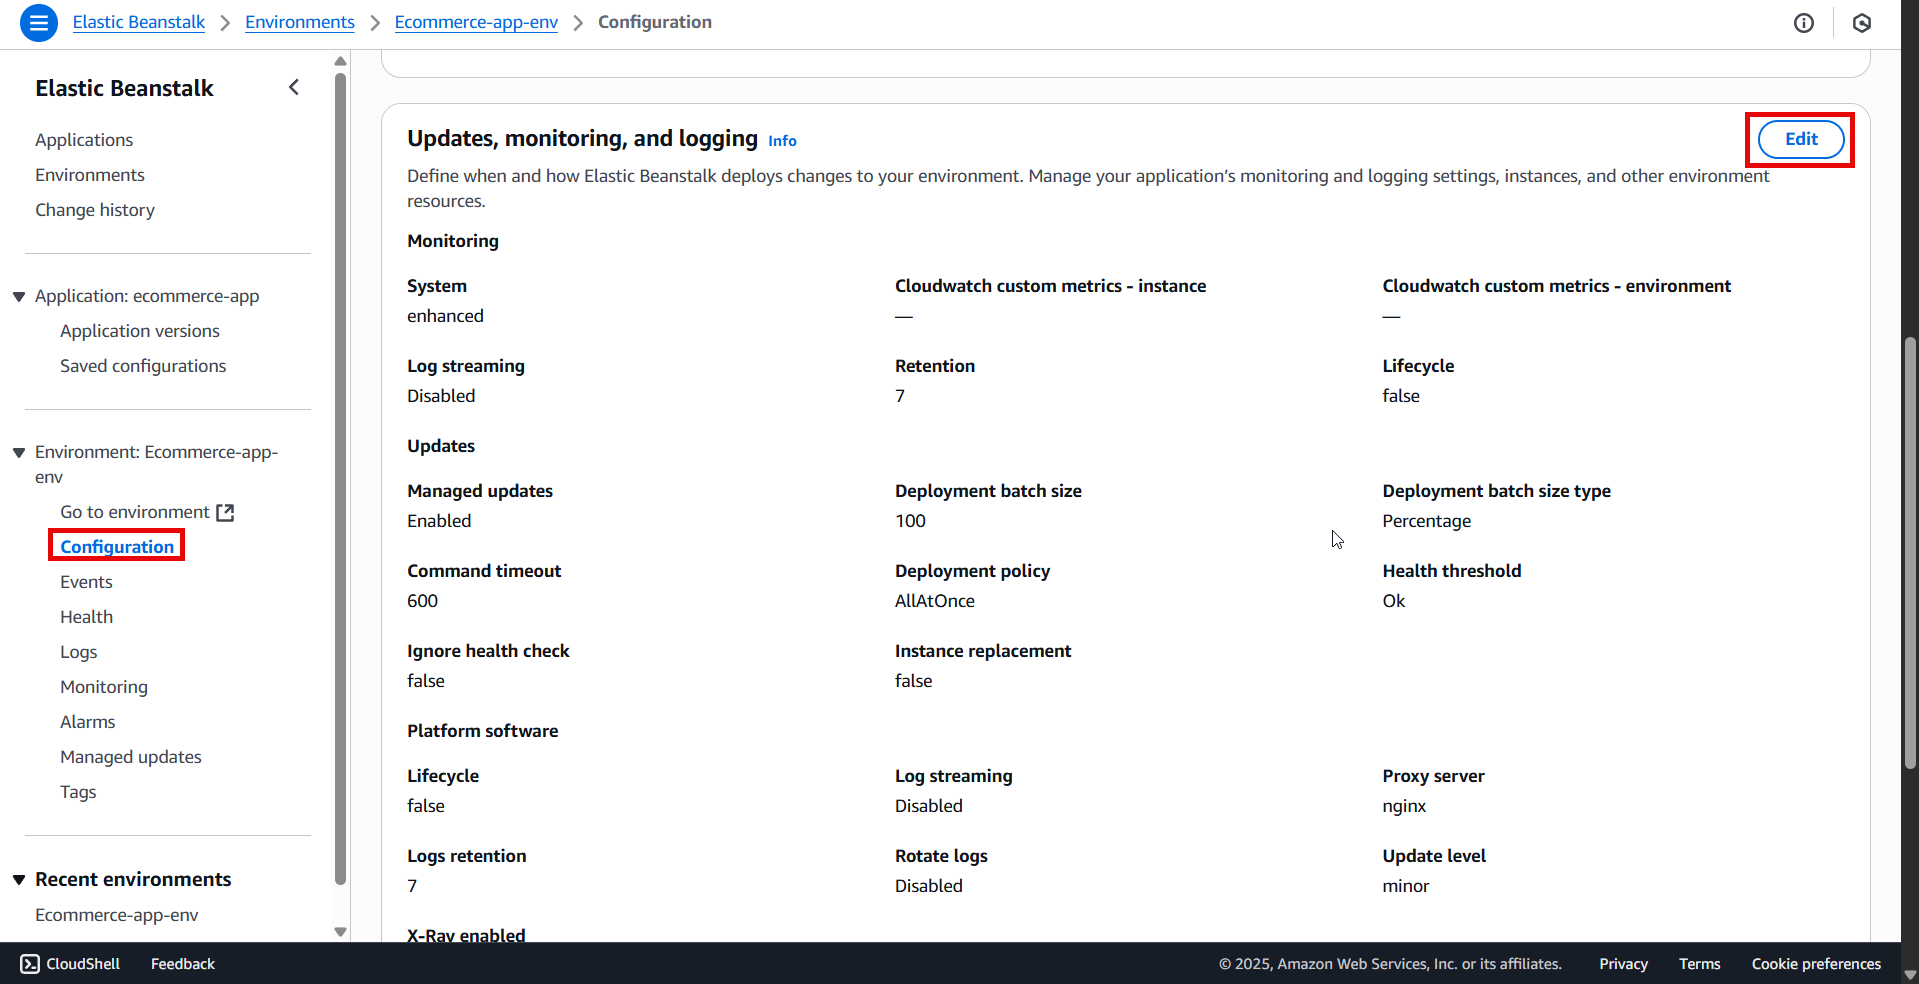 Elastic Beanstalk > Environments > Ecommerce-app-env > Configuration
Elastic Beanstalk
Applications
Environments
Change history
Application: ecommerce-app
Application versions
Saved configurations
Environment: Ecommerce-app-
env
Go to environment
Configuration
Events
Health
Logs
Monitoring
Alarms
Managed updates
Tags
Recent environments
Ecommerce-app-env
Updates, monitoring, and logging Info
Edit
Define when and how Elastic Beanstalk deploys changes to your environment. Manage your application's monitoring and logging settings, instances, and other environment
resources.
Monitoring
System Cloudwatch custom metrics - instance Cloudwatch custom metrics - environment
enhanced — —
Log streaming Retention Lifecycle
Disabled 7 false
Updates
Managed updates Deployment batch size Deployment batch size type
Enabled 100 Percentage
Command timeout Deployment policy Health threshold
600 AllAtOnce Ok
Ignore health check Instance replacement
false false
Platform software
Lifecycle Log streaming Proxy server
false Disabled nginx
Logs retention Rotate logs Update level
7 Disabled minor
X-Ray enabled
CloudShell Feedback © 2025, Amazon Web Services, Inc. or its affiliates. Privacy Terms Cookie preferences